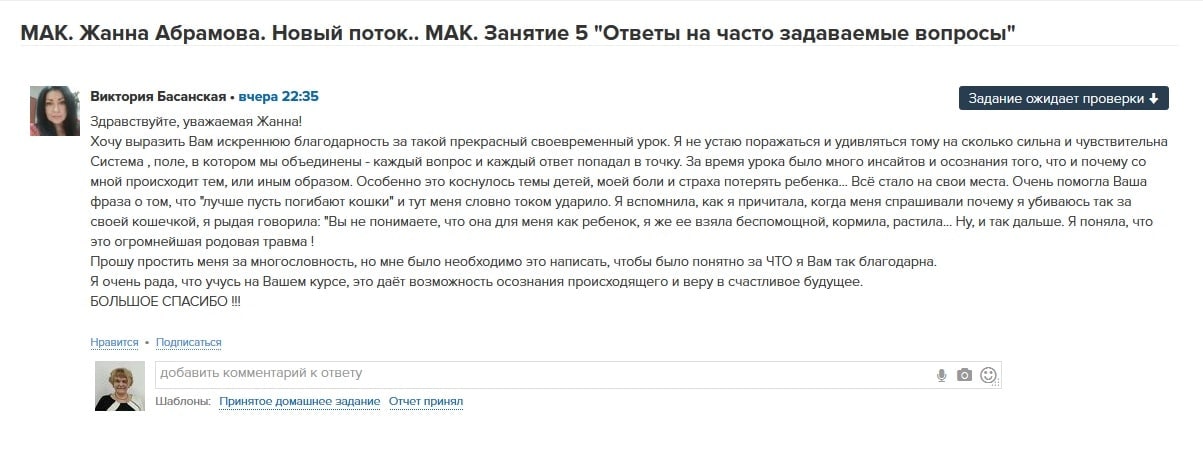 МАК. Жанна Абрамова. Новый поток.. МАК. Занятие 5 "Ответы на часто задаваемые вопросы"
Виктория Басанская • вчера 22:35
Задание ожидает проверки
Здравствуйте, уважаемая Жанна!
Хочу выразить Вам искреннюю благодарность за такой прекрасный своевременный урок. Я не устаю поражаться и удивляться тому на сколько сильна и чувствительна
Система , поле, в котором мы объединены - каждый вопрос и каждый ответ попадал в точку. За время урока было много инсайтов и осознания того, что и почему со
мной происходит тем, или иным образом. Особенно это коснулось темы детей, моей боли и страха потерять ребенка... Всё стало на свои места. Очень помогла Ваша
фраза о том, что "лучше пусть погибают кошки" и тут меня словно током ударило. Я вспомнила, как я причитала, когда меня спрашивали почему я убиваюсь так за
своей кошечкой, я рыдая говорила: "Вы не понимаете, что она для меня как ребенок, я же ее взяла беспомощной, кормила, растила... Ну, и так дальше. Я поняла, что
это огромнейшая родовая травма !
Прошу простить меня за многословность, но мне было необходимо это написать, чтобы было понятно за ЧТО я Вам так благодарна.
Я очень рада, что учусь на Вашем курсе, это даёт возможность осознания происходящего и веру в счастливое будущее.
БОЛЬШОЕ СПАСИБО !!!
Нравится • Подписаться
добавить комментарий к ответу
Шаблоны: Принятое домашнее задание Отчет принял